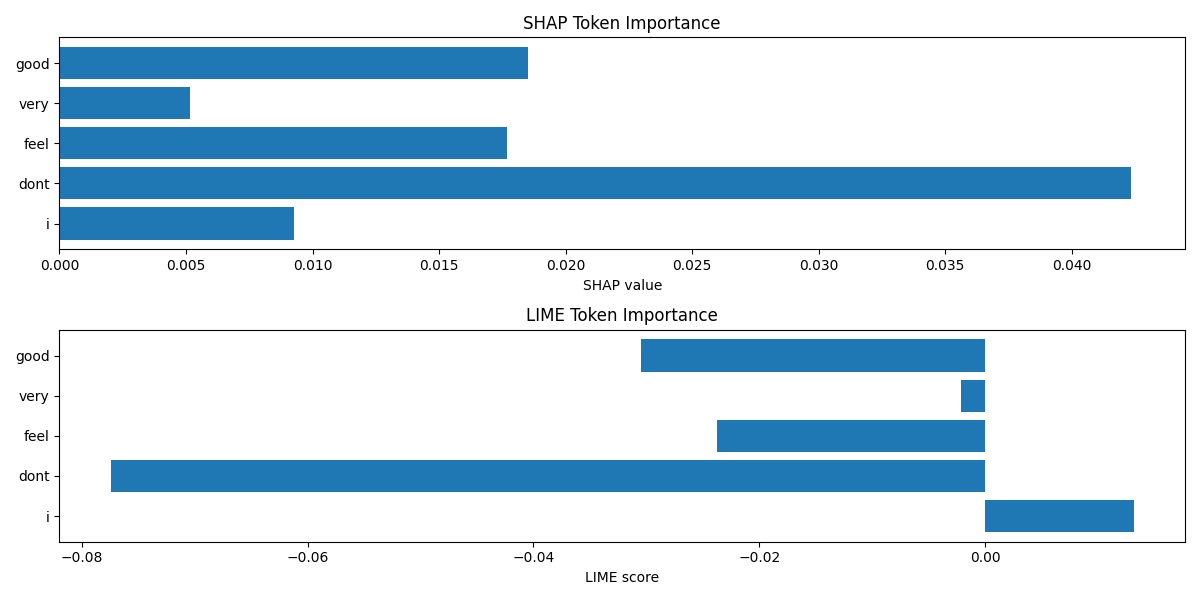 SHAP Token Importance
good
very
feel
dont
i
0.000 0.005 0.010 0.015 0.020 0.025 0.030 0.035 0.040
SHAP value
LIME Token Importance
good
very
feel
dont
i
−0.08 −0.06 −0.04 −0.02 0.00
LIME score